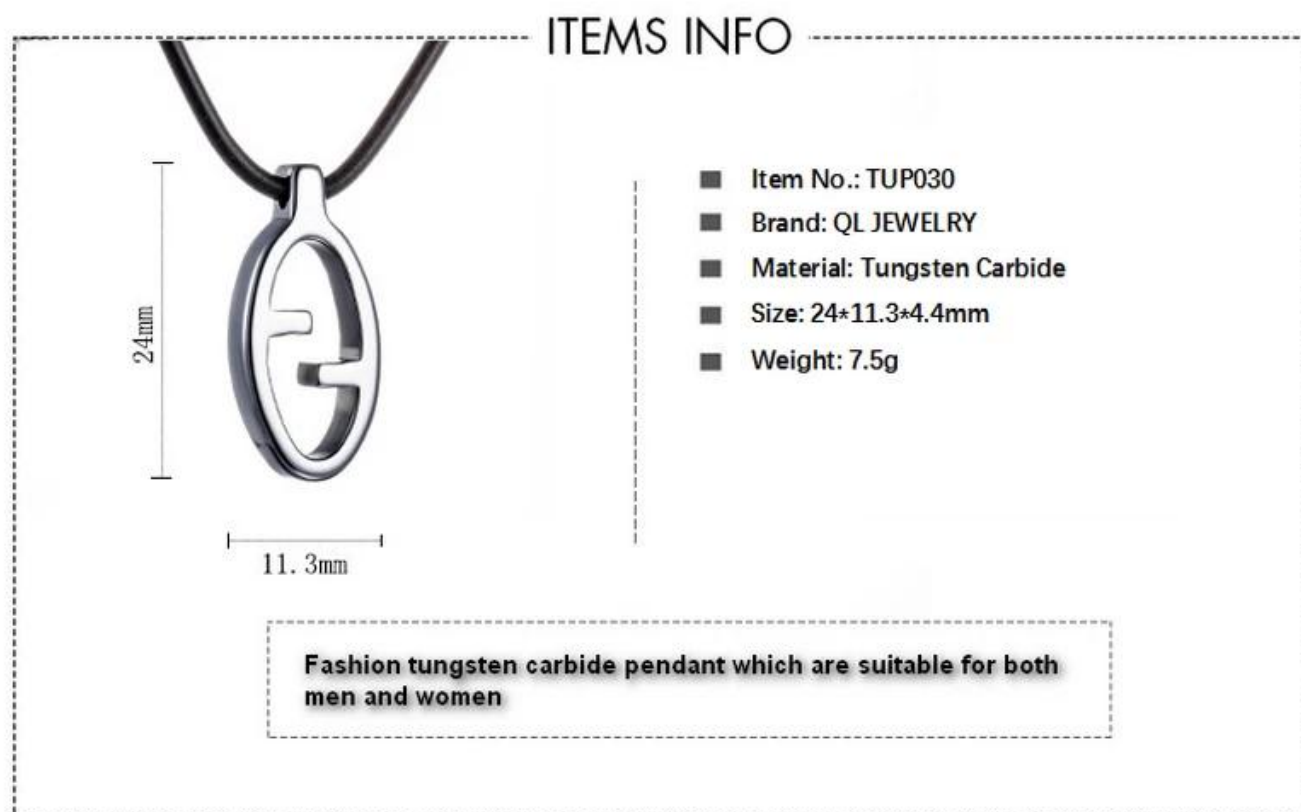 ITEMS INFO
24mm
11.3mm
Item No.: TUP030
Brand: QL JEWELRY
Material: Tungsten Carbide
Size: 24*11.3*4.4mm
Weight: 7.5g
Fashion tungsten carbide pendant which are suitable for both
men and women